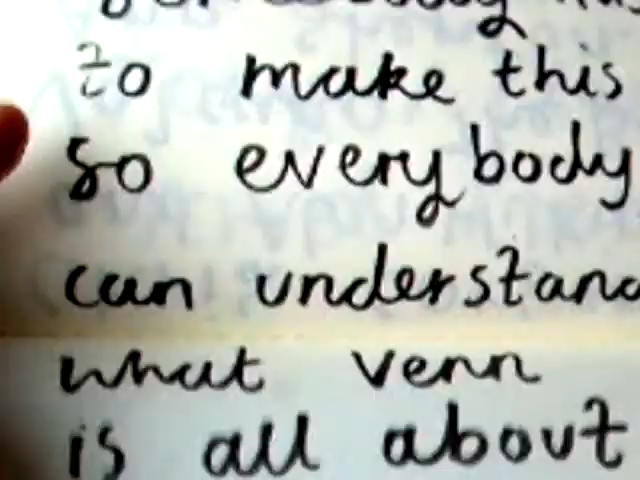 to make this
so everybody
can understand
what venn
is all about